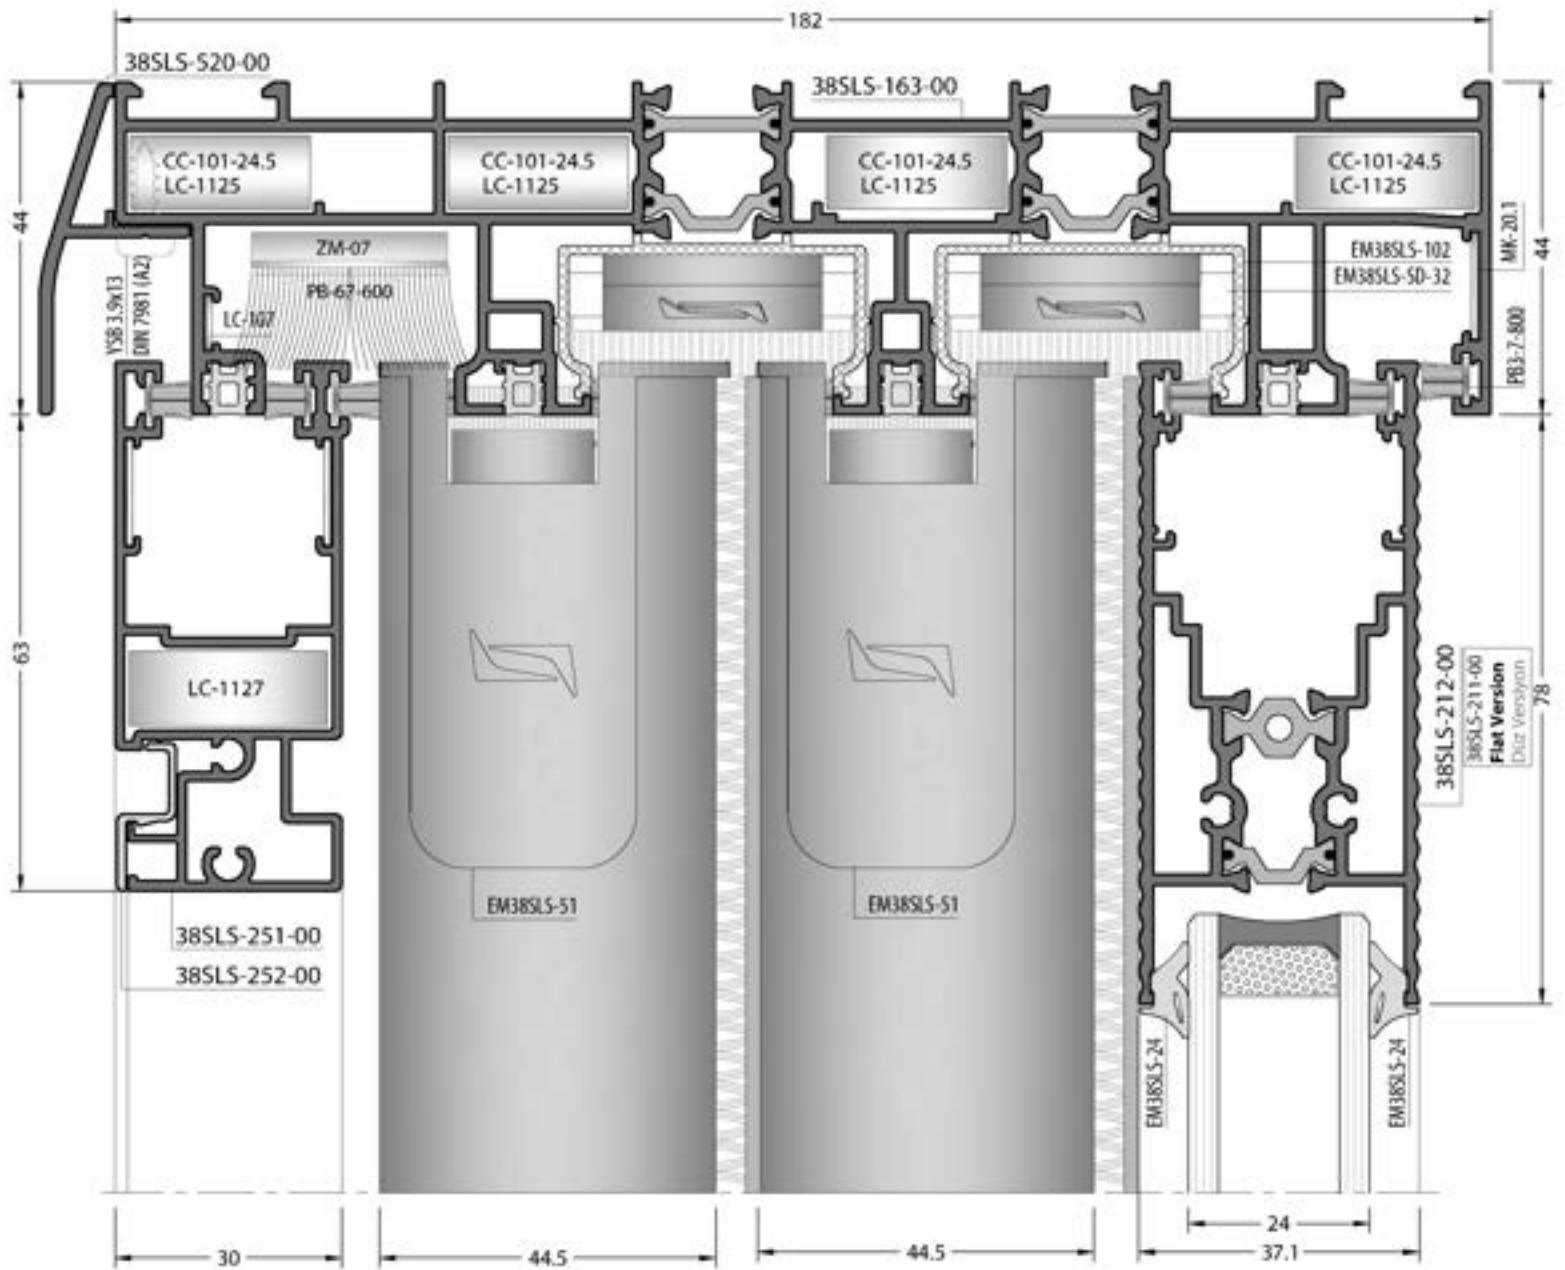 182
38SLS-520-00
38SLS-163-00
CC-101-24.5
LC-1125
CC-101-24.5
LC-1125
CC-101-24.5
LC-1125
CC-101-24.5
LC-1125
44
44
ZM-07
PB-67-600
LC-107
YSB 3.9x13
DIN 7981 (A2)
MK-20.1
EM38SLS-102
EM38SLS-SD-32
PB3-7-800
63
LC-1127
38SLS-212-00
38SLS-211-00
Flat Version
Düz Versiyon
78
EM38SLS-51
EM38SLS-51
38SLS-251-00
38SLS-252-00
EM38SLS-24
EM38SLS-24
24
30
44.5
44.5
37.1